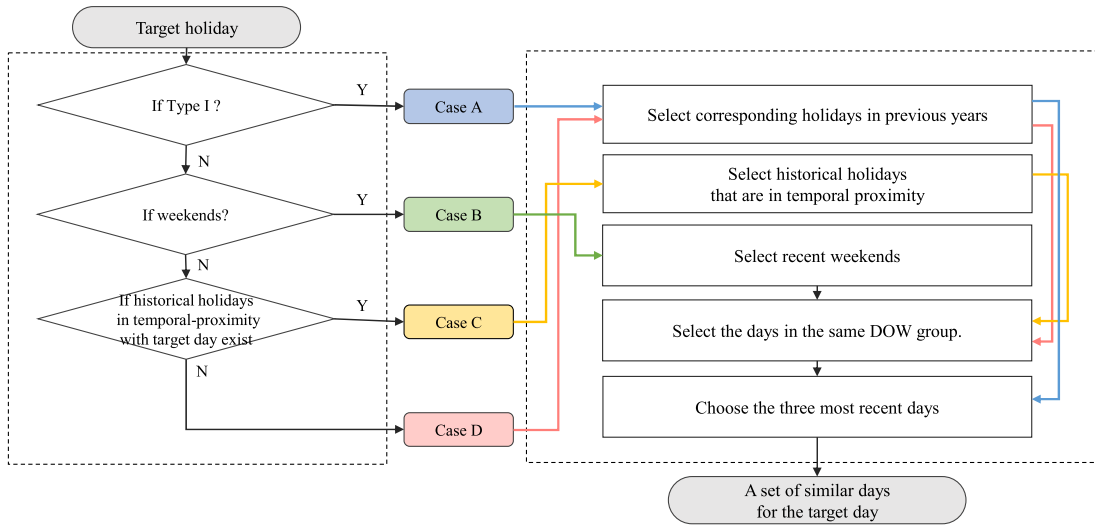 Target holiday
If Type I ?
Y
Case A
N
If weekends?
Y
Case B
N
If historical holidays
in temporal-proximity
with target day exist
Y
Case C
N
Case D
Select corresponding holidays in previous years
Select historical holidays
that are in temporal proximity
Select recent weekends
Select the days in the same DOW group.
Choose the three most recent days
A set of similar days
for the target day